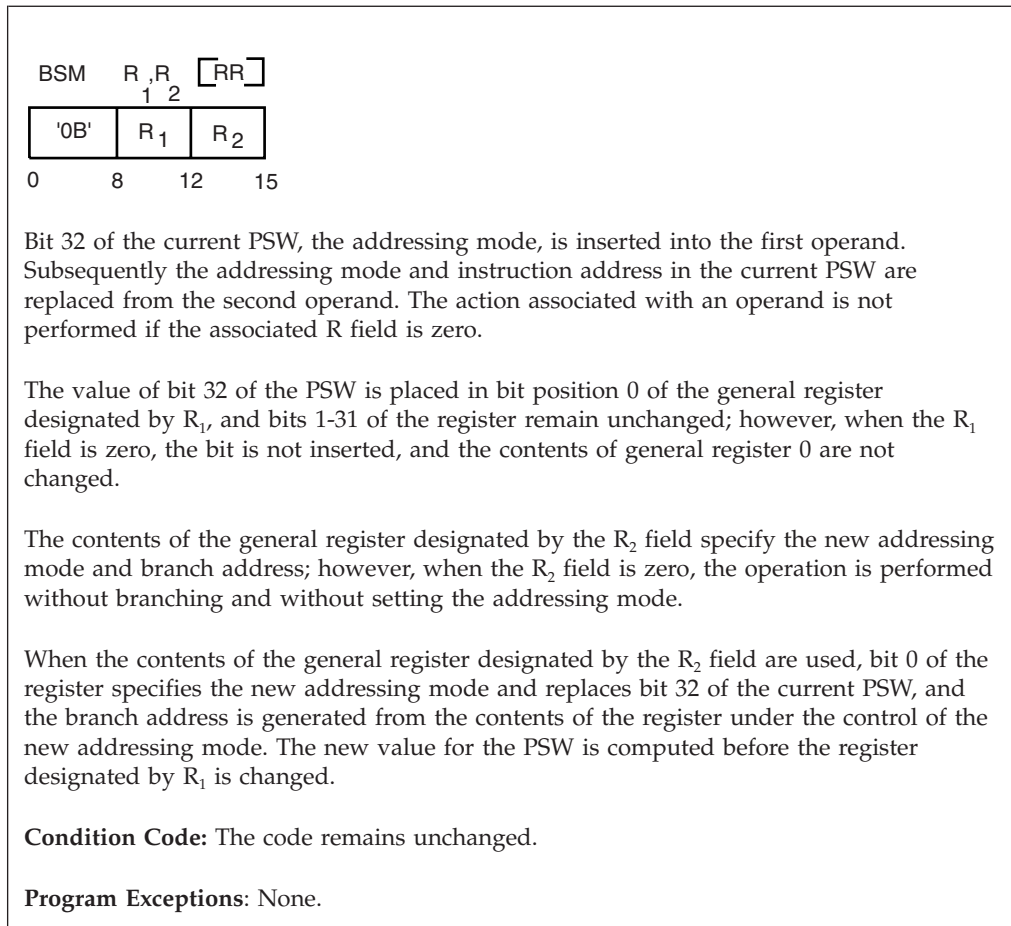 BSM R1,R2 [RR]
'0B' R1 R2
0 8 12 15
Bit 32 of the current PSW, the addressing mode, is inserted into the first operand.
Subsequently the addressing mode and instruction address in the current PSW are
replaced from the second operand. The action associated with an operand is not
performed if the associated R field is zero.
The value of bit 32 of the PSW is placed in bit position 0 of the general register
designated by R1, and bits 1-31 of the register remain unchanged; however, when the R1
field is zero, the bit is not inserted, and the contents of general register 0 are not
changed.
The contents of the general register designated by the R2 field specify the new addressing
mode and branch address; however, when the R2 field is zero, the operation is performed
without branching and without setting the addressing mode.
When the contents of the general register designated by the R2 field are used, bit 0 of the
register specifies the new addressing mode and replaces bit 32 of the current PSW, and
the branch address is generated from the contents of the register under the control of the
new addressing mode. The new value for the PSW is computed before the register
designated by R1 is changed.
Condition Code: The code remains unchanged.
Program Exceptions: None.